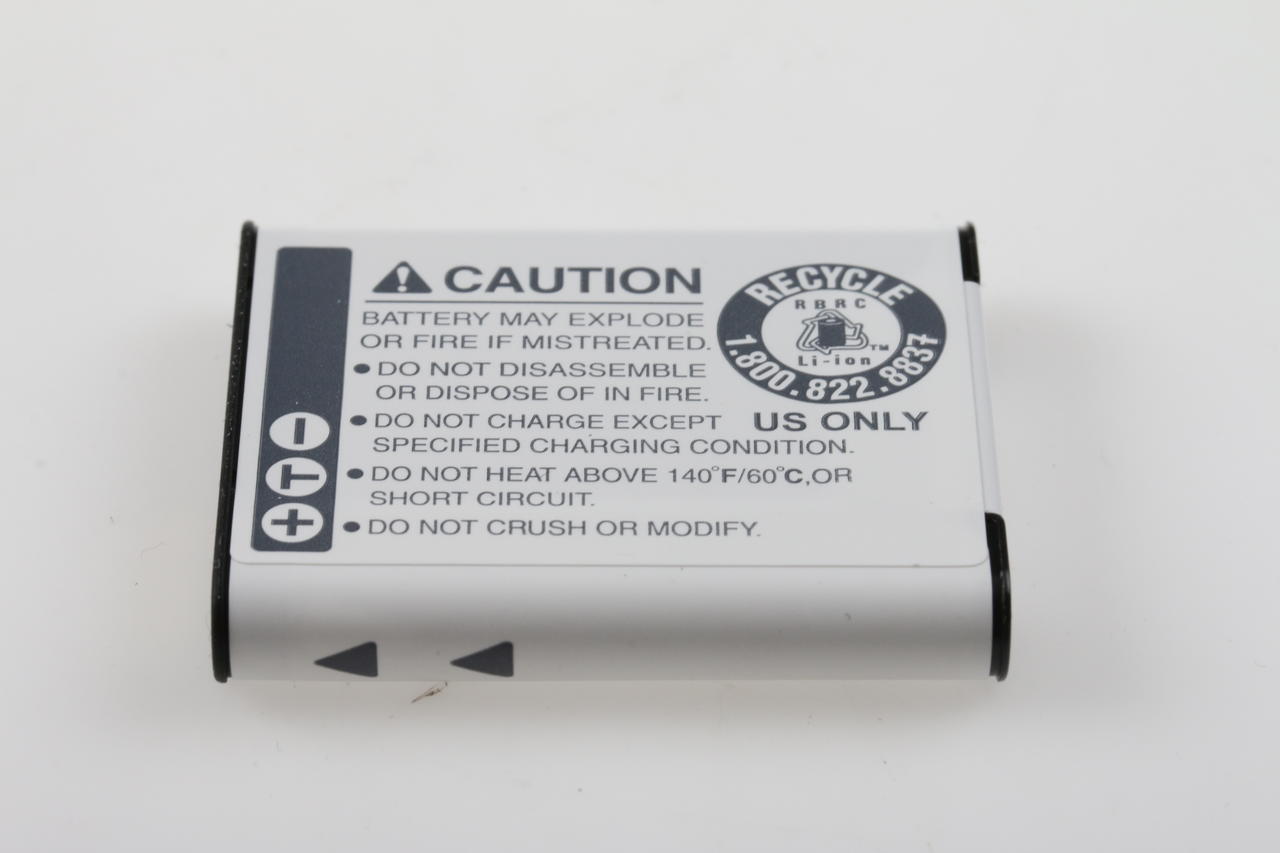 CAUTION
BATTERY MAY EXPLODE
OR FIRE IF MISTREATED.
• DO NOT DISASSEMBLE
OR DISPOSE OF IN FIRE.
• DO NOT CHARGE EXCEPT
SPECIFIED CHARGING CONDITION.
• DO NOT HEAT ABOVE 140°F/60°C,OR
SHORT CIRCUIT.
• DO NOT CRUSH OR MODIFY.
RECYCLE
RBRC
Li-ion™
1.800.822.8837
US ONLY
−
T
+